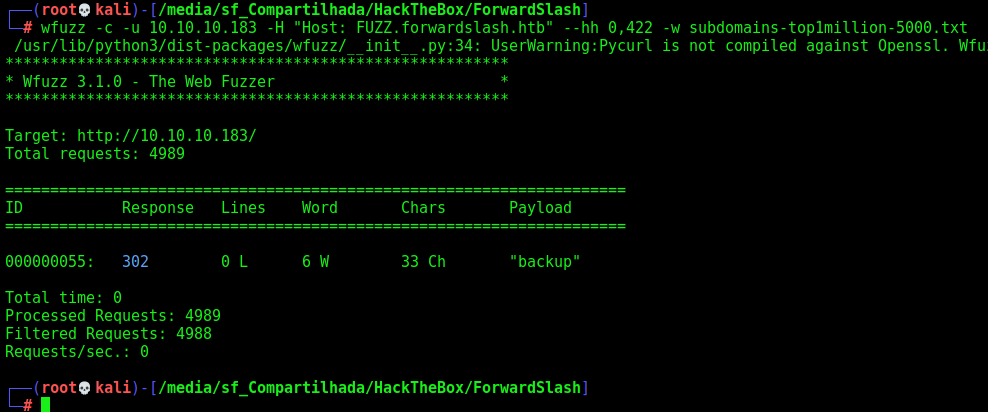 ┌──(root💀kali)-[/media/sf_Compartilhada/HackTheBox/ForwardSlash]
└─# wfuzz -c -u 10.10.10.183 -H "Host: FUZZ.forwardslash.htb" --hh 0,422 -w subdomains-top1million-5000.txt
/usr/lib/python3/dist-packages/wfuzz/__init__.py:34: UserWarning:Pycurl is not compiled against Openssl.
********************************************************
* Wfuzz 3.1.0 - The Web Fuzzer                         *
********************************************************
Target: http://10.10.10.183/
Total requests: 4989
=====================================================================
ID             Response   Lines    Word       Chars       Payload
=====================================================================
000000055:   302        0 L      6 W        33 Ch       "backup"
Total time: 0
Processed Requests: 4989
Filtered Requests: 4988
Requests/sec.: 0
┌──(root💀kali)-[/media/sf_Compartilhada/HackTheBox/ForwardSlash]
└─#